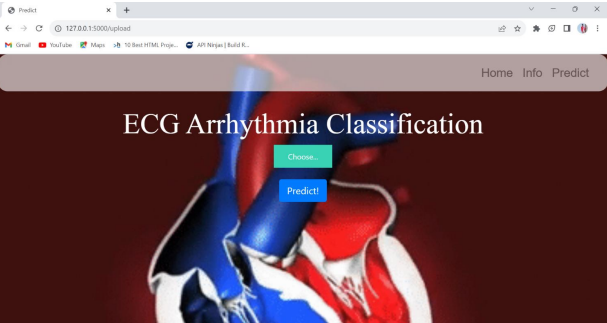 Predict
127.0.0.1:5000/upload
Gmail YouTube Maps 10 Best HTML Proje... API Ninjas | Build R...
Home Info Predict
ECG Arrhythmia Classification
Choose...
Predict!